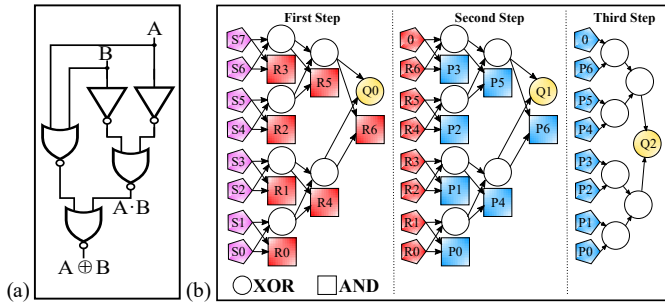 (a)
A
B
A·B
A ⊕ B
(b)
First Step
S7
S6
S5
S4
S3
S2
S1
S0
R3
R2
R1
R0
R5
R4
Q0
R6
XOR
AND
Second Step
0
R6
R5
R4
R3
R2
R1
R0
P3
P2
P1
P0
P5
P4
Q1
P6
Third Step
0
P6
P5
P4
P3
P2
P1
P0
Q2